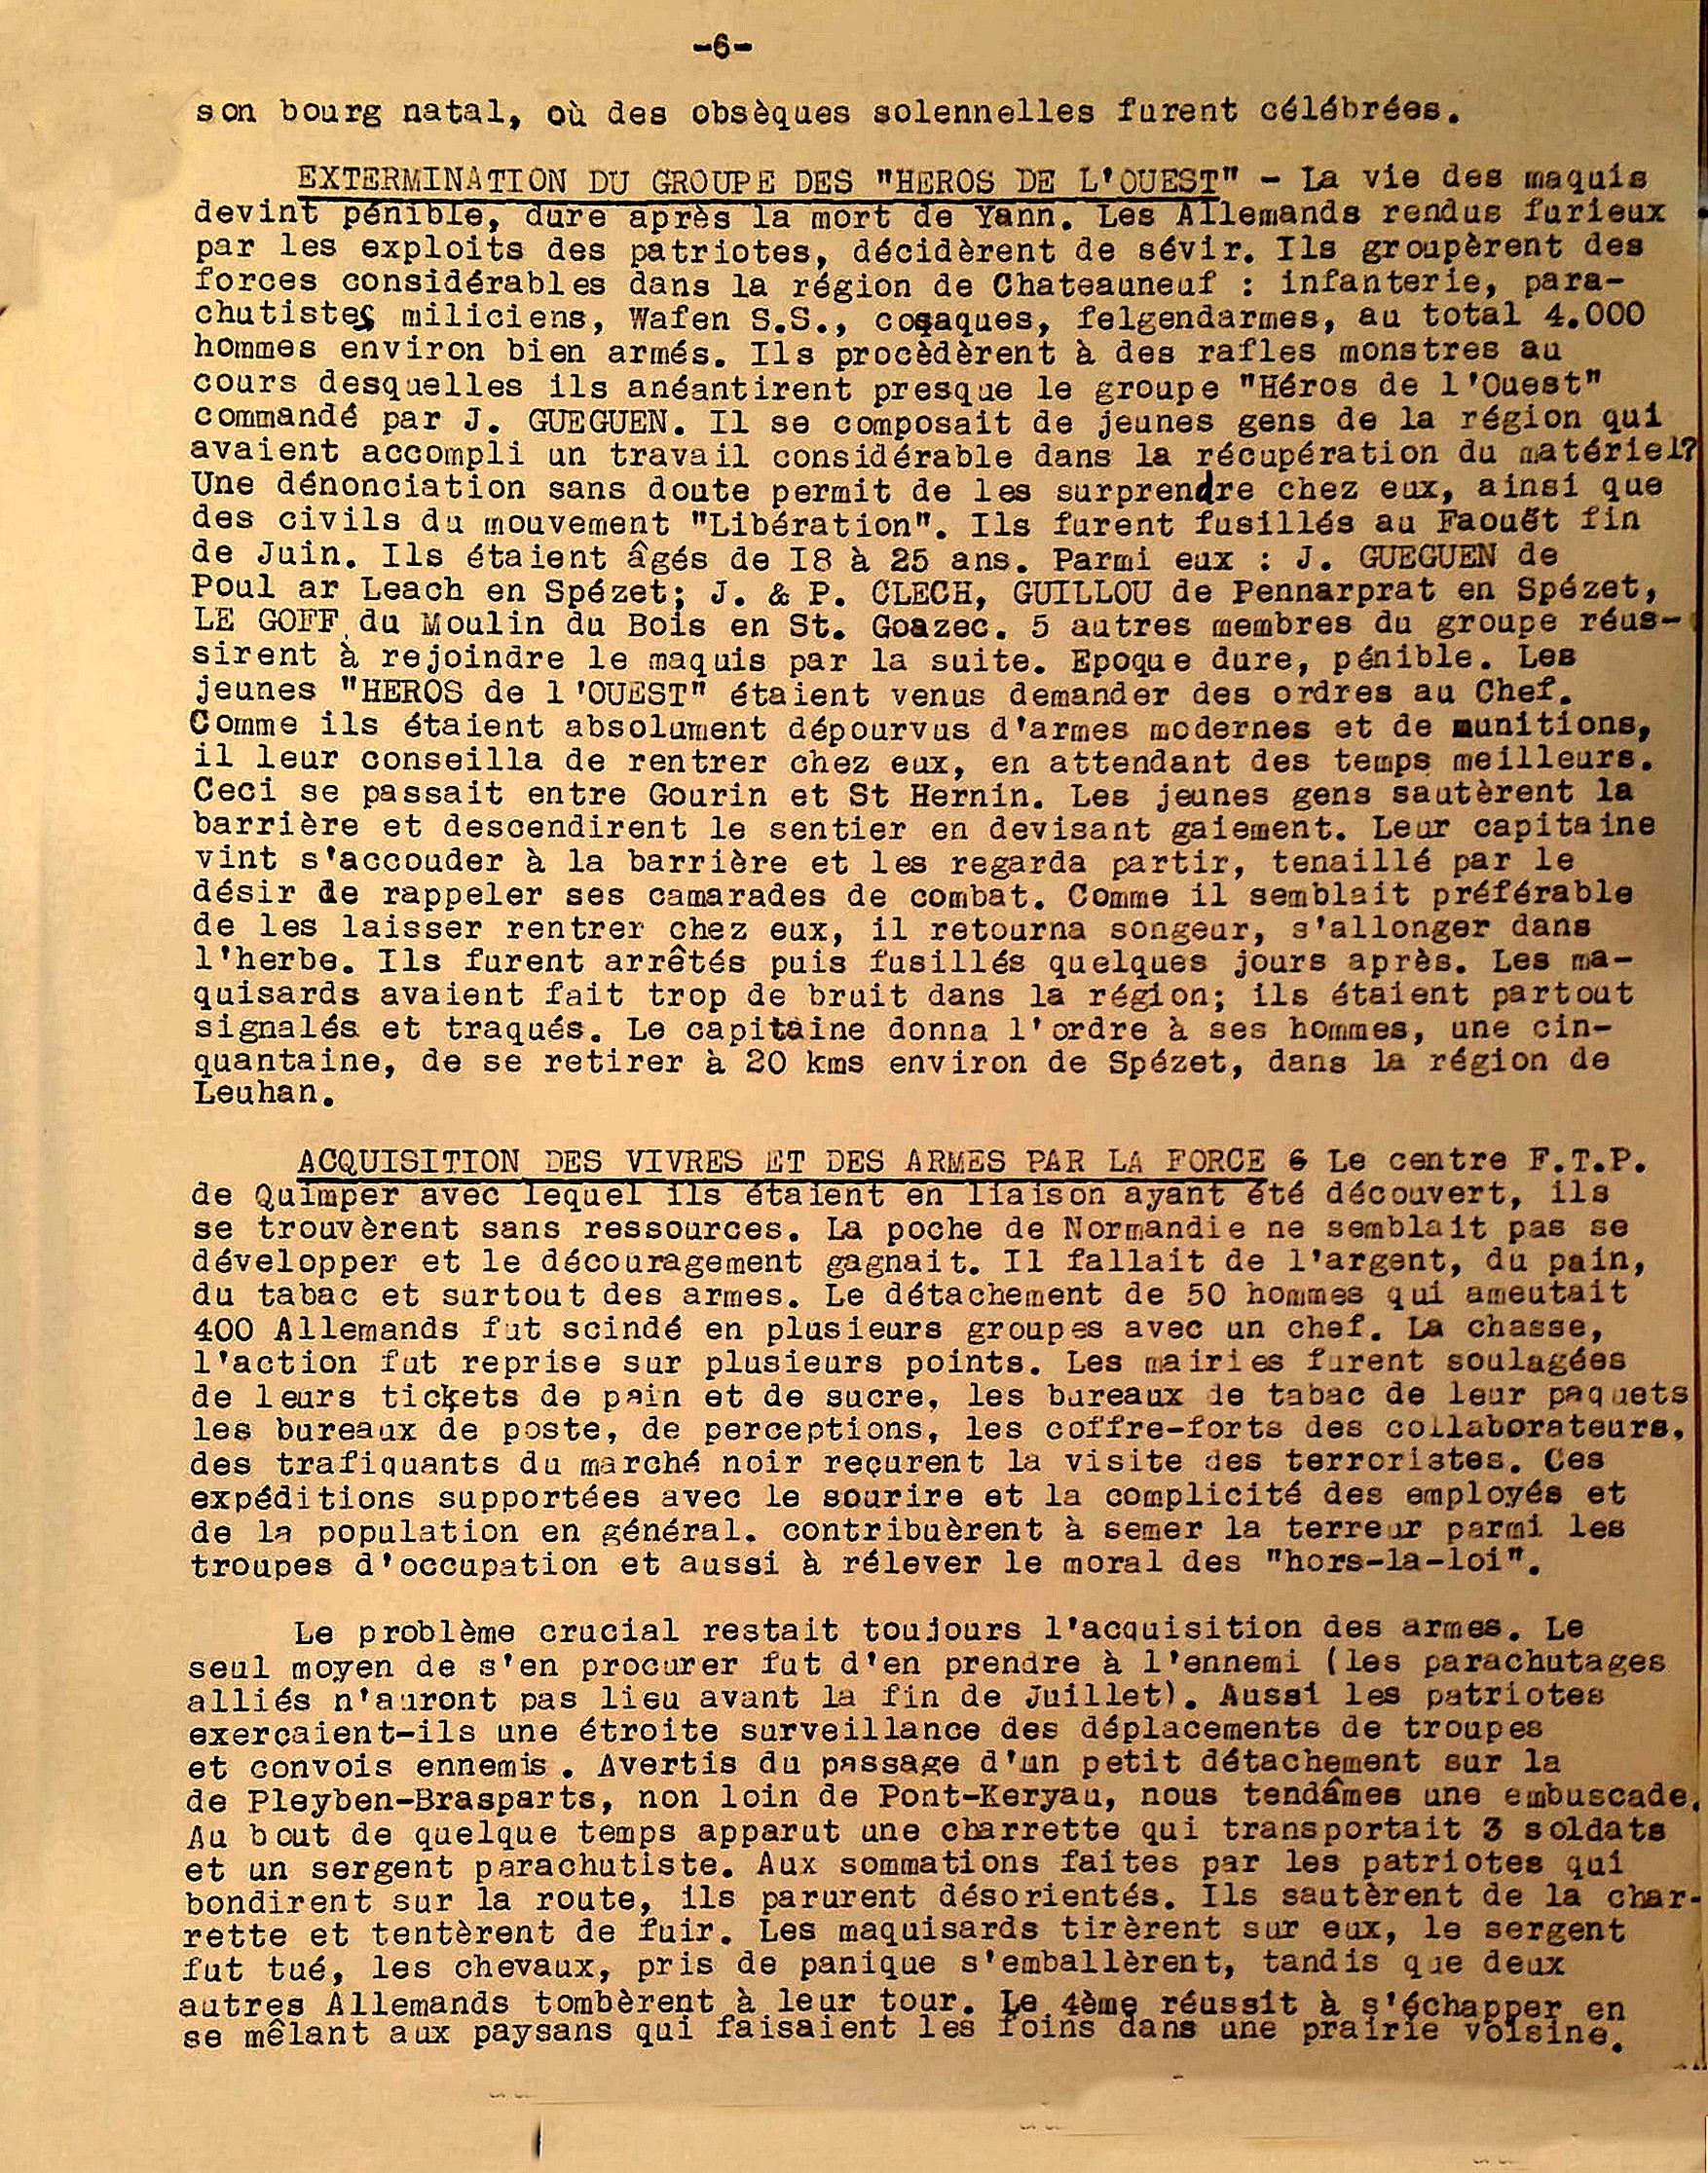 -6-
son bourg natal, où des obsèques solennelles furent célébrées.
EXTERMINATION DU GROUPE DES "HEROS DE L'OUEST" - La vie des maquis
devint pénible, dure après la mort de Yann. Les Allemands rendus furieux
par les exploits des patriotes, décidèrent de sévir. Ils groupèrent des
forces considérables dans la région de Chateauneuf : infanterie, para-
chutistes miliciens, Wafen S.S., cosaques, felgendarmes, au total 4.000
hommes environ bien armés. Ils procèdèrent à des rafles monstres au
cours desquelles ils anéantirent presque le groupe "Héros de l'Ouest"
commandé par J. GUEGUEN. Il se composait de jeunes gens de la région qui
avaient accompli un travail considérable dans la récupération du matériel?
Une dénonciation sans doute permit de les surprendre chez eux, ainsi que
des civils du mouvement "Libération". Ils furent fusillés au Faouët fin
de Juin. Ils étaient âgés de I8 à 25 ans. Parmi eux : J. GUEGUEN de
Poul ar Leach en Spézet; J. & P. CLECH, GUILLOU de Pennarprat en Spézet,
LE GOFF du Moulin du Bois en St. Goazec. 5 autres membres du groupe réus-
sirent à rejoindre le maquis par la suite. Epoque dure, pénible. Les
jeunes "HEROS de l'OUEST" étaient venus demander des ordres au Chef.
Comme ils étaient absolument dépourvus d'armes modernes et de munitions,
il leur conseilla de rentrer chez eux, en attendant des temps meilleurs.
Ceci se passait entre Gourin et St Hernin. Les jeunes gens sautèrent la
barrière et descendirent le sentier en devisant gaiement. Leur capitaine
vint s'accouder à la barrière et les regarda partir, tenaillé par le
désir de rappeler ses camarades de combat. Comme il semblait préférable
de les laisser rentrer chez eux, il retourna songeur, s'allonger dans
l'herbe. Ils furent arrêtés puis fusillés quelques jours après. Les ma-
quisards avaient fait trop de bruit dans la région; ils étaient partout
signalés et traqués. Le capitaine donna l'ordre à ses hommes, une cin-
quantaine, de se retirer à 20 kms environ de Spézet, dans la région de
Leuhan.
ACQUISITION DES VIVRES ET DES ARMES PAR LA FORCE 6 Le centre F.T.P.
de Quimper avec lequel ils étaient en liaison ayant été découvert, ils
se trouvèrent sans ressources. La poche de Normandie ne semblait pas se
développer et le découragement gagnait. Il fallait de l'argent, du pain,
du tabac et surtout des armes. Le détachement de 50 hommes qui ameutait
400 Allemands fut scindé en plusieurs groupes avec un chef. La chasse,
l'action fut reprise sur plusieurs points. Les mairies furent soulagées
de leurs tickets de pain et de sucre, les bureaux de tabac de leur paquets
les bureaux de poste, de perceptions, les coffre-forts des collaborateurs,
des trafiquants du marché noir reçurent la visite des terroristes. Ces
expéditions supportées avec le sourire et la complicité des employés et
de la population en général. contribuèrent à semer la terreur parmi les
troupes d'occupation et aussi à rélever le moral des "hors-la-loi".
Le problème crucial restait toujours l'acquisition des armes. Le
seul moyen de s'en procurer fut d'en prendre à l'ennemi (les parachutages
alliés n'auront pas lieu avant la fin de Juillet). Aussi les patriotes
exercaient-ils une étroite surveillance des déplacements de troupes
et convois ennemis. Avertis du passage d'un petit détachement sur la
de Pleyben-Brasparts, non loin de Pont-Keryau, nous tendâmes une embuscade.
Au bout de quelque temps apparut une charrette qui transportait 3 soldats
et un sergent parachutiste. Aux sommations faites par les patriotes qui
bondirent sur la route, ils parurent désorientés. Ils sautèrent de la char-
rette et tentèrent de fuir. Les maquisards tirèrent sur eux, le sergent
fut tué, les chevaux, pris de panique s'emballèrent, tandis que deux
autres Allemands tombèrent à leur tour. Le 4ème réussit à s'échapper en
se mêlant aux paysans qui faisaient les foins dans une prairie voisine.